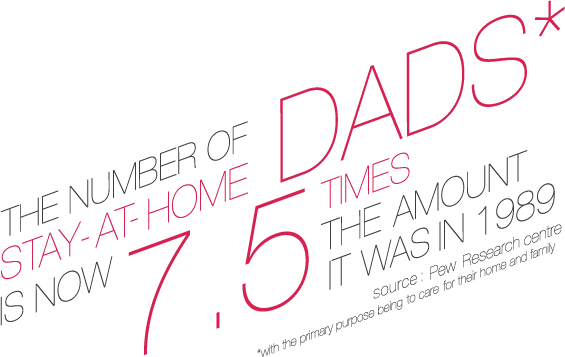 THE NUMBER OF
STAY-AT-HOME DADS*
IS NOW 7.5 TIMES
THE AMOUNT
IT WAS IN 1989
source : Pew Research centre
*with the primary purpose being to care for their home and family